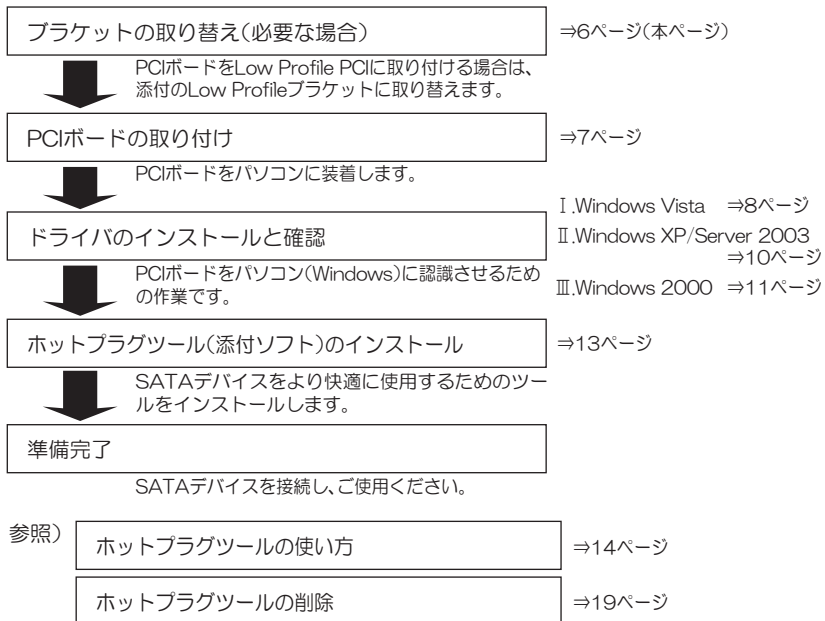 ブラケットの取り替え(必要な場合)
⇒6ページ(本ページ)
PCIボードをLow Profile PCIに取り付ける場合は、
添付のLow Profileブラケットに取り替えます。
PCIボードの取り付け
⇒7ページ
PCIボードをパソコンに装着します。
ドライバのインストールと確認
Ⅰ.Windows Vista ⇒8ページ
Ⅱ.Windows XP/Server 2003
⇒10ページ
Ⅲ.Windows 2000 ⇒11ページ
PCIボードをパソコン(Windows)に認識させるため
の作業です。
ホットプラグツール(添付ソフト)のインストール
⇒13ページ
SATAデバイスをより快適に使用するためのツー
ルをインストールします。
準備完了
SATAデバイスを接続し、ご使用ください。
参照)
ホットプラグツールの使い方
⇒14ページ
ホットプラグツールの削除
⇒19ページ